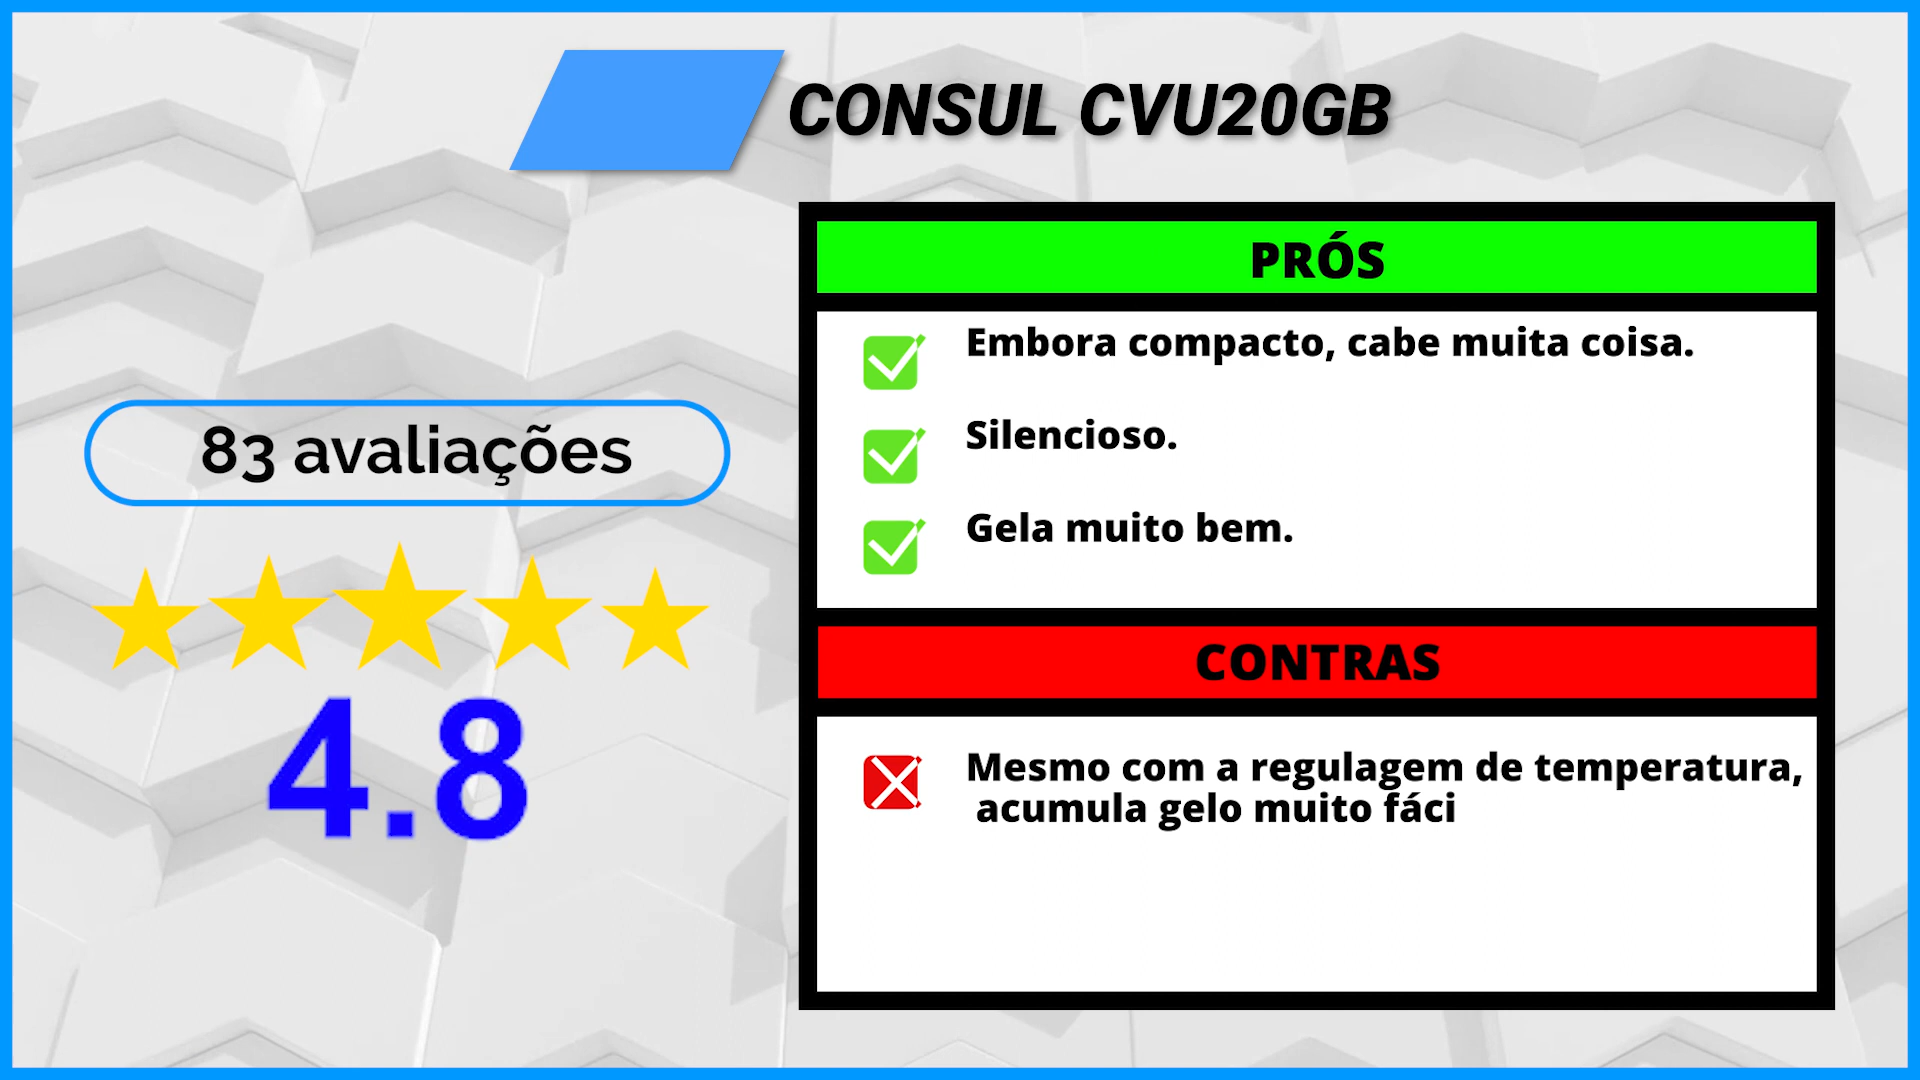 CONSUL CVU20GB
83 avaliações
4.8
PRÓS
Embora compacto, cabe muita coisa.
Silencioso.
Gela muito bem.
CONTRAS
Mesmo com a regulagem de temperatura,
acumula gelo muito fáci